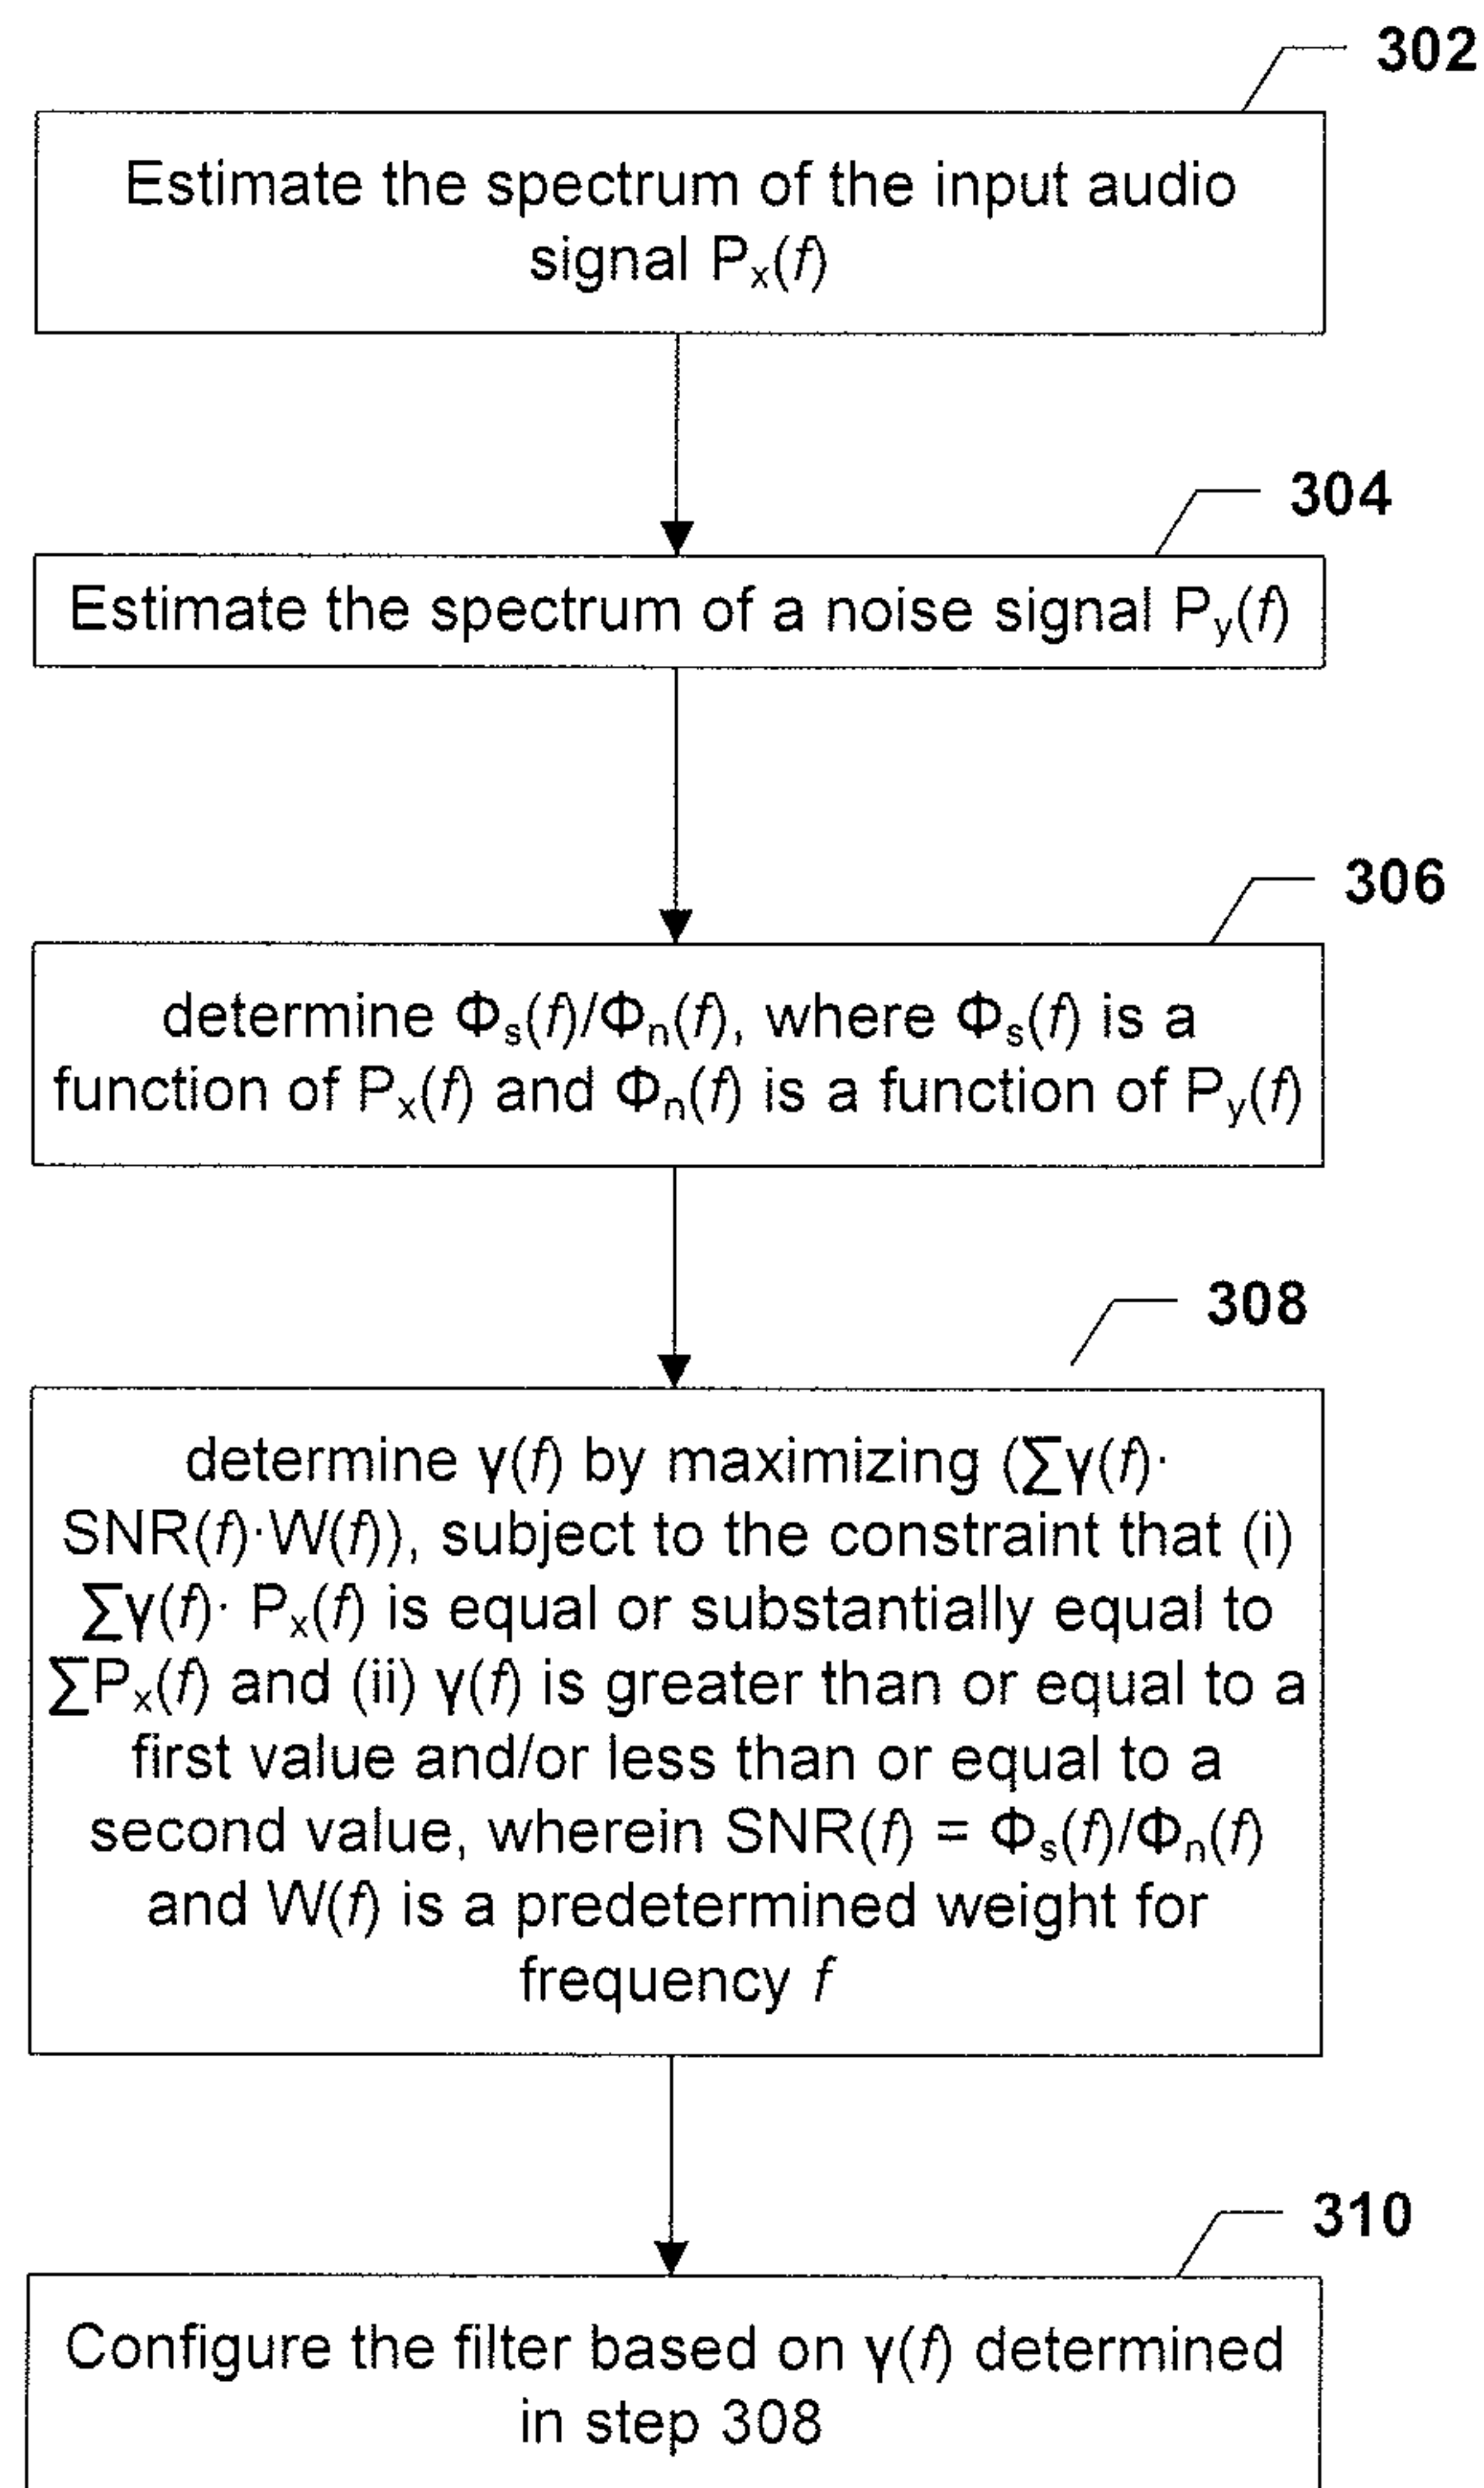 302
Estimate the spectrum of the input audio
signal Pₓ(f)
304
Estimate the spectrum of a noise signal P_y(f)
306
determine Φₛ(f)/Φₙ(f), where Φₛ(f) is a
function of Pₓ(f) and Φₙ(f) is a function of P_y(f)
308
determine γ(f) by maximizing (∑γ(f)·
SNR(f)·W(f)), subject to the constraint that (i)
∑γ(f)· Pₓ(f) is equal or substantially equal to
∑Pₓ(f) and (ii) γ(f) is greater than or equal to a
first value and/or less than or equal to a
second value, wherein SNR(f) = Φₛ(f)/Φₙ(f)
and W(f) is a predetermined weight for
frequency f
310
Configure the filter based on γ(f) determined
in step 308